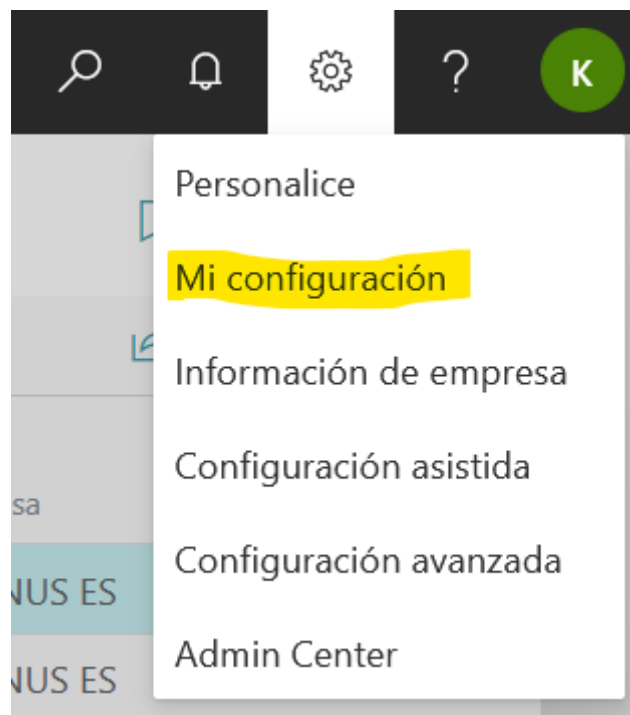 ?
K
Personalice
Mi configuración
Información de empresa
Configuración asistida
sa
Configuración avanzada
NUS ES
Admin Center
NUS ES